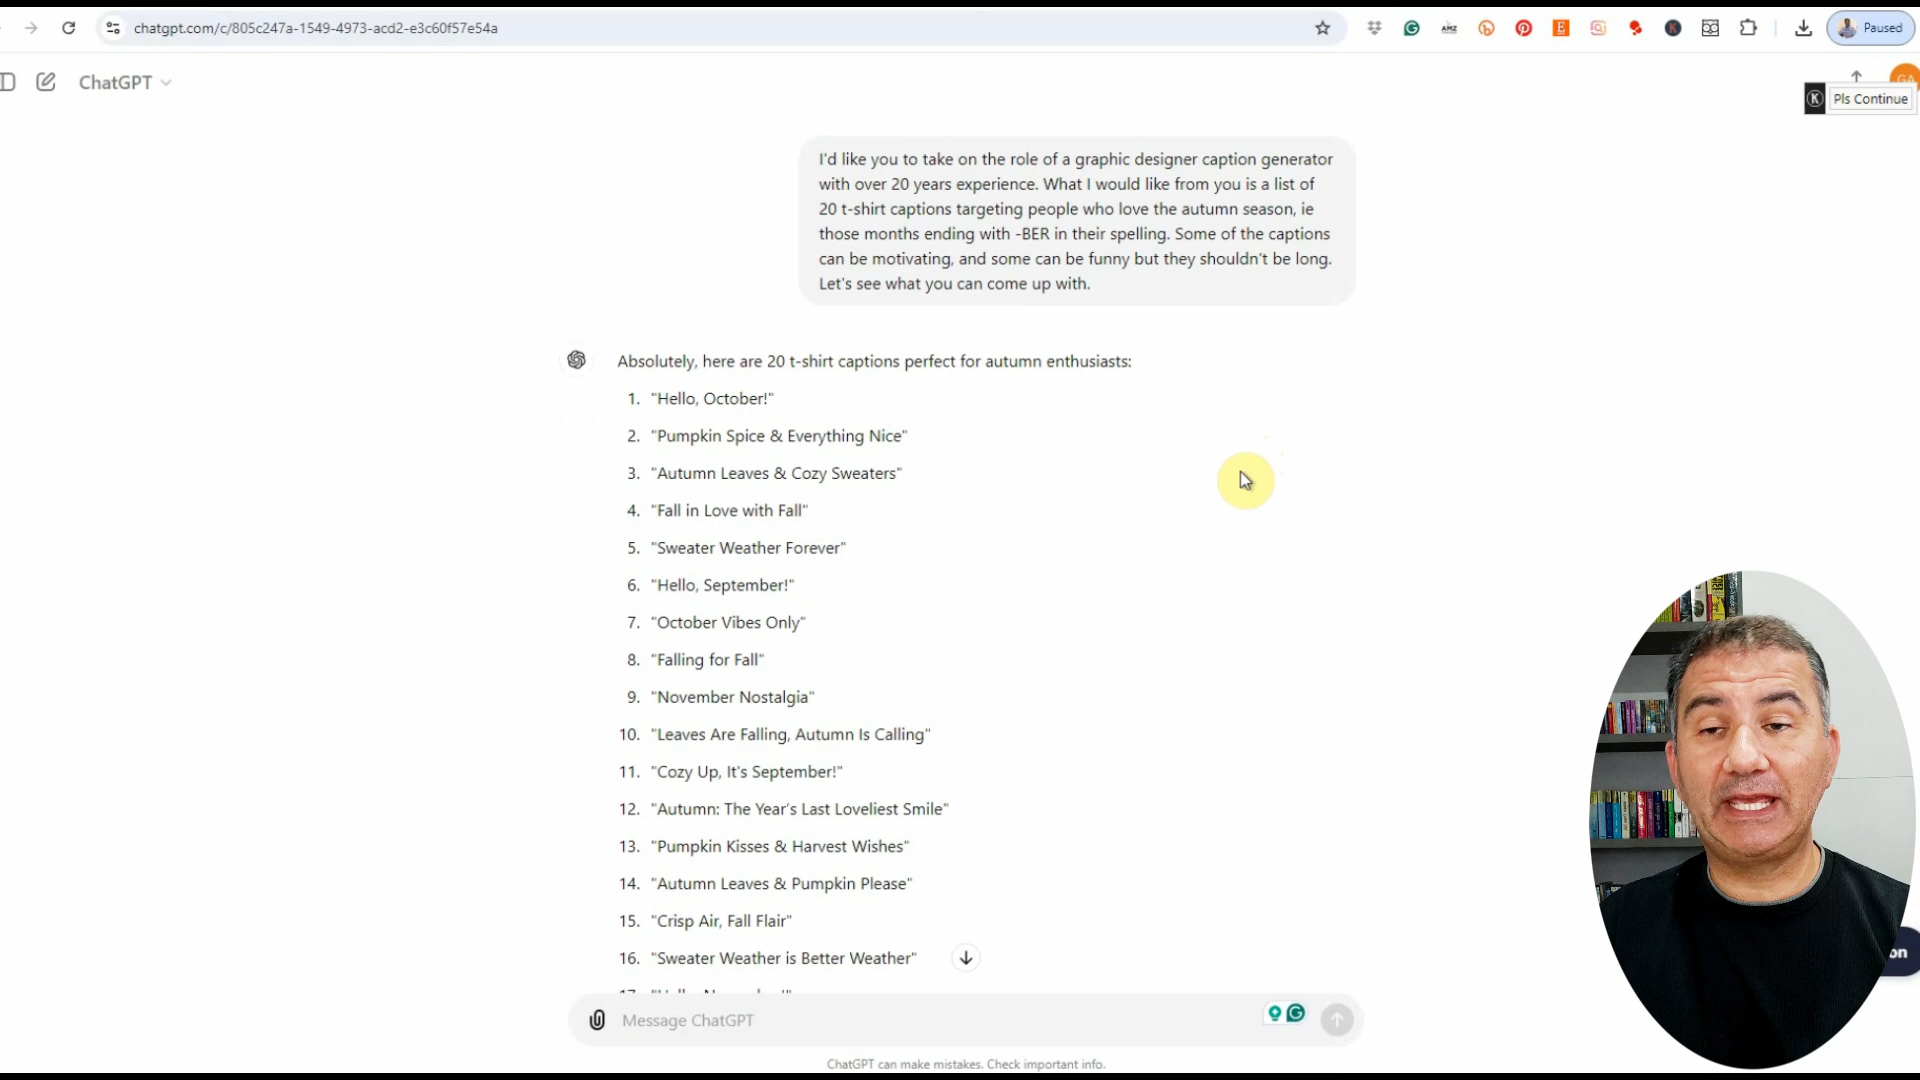 chatgpt.com/c/805c247a-1549-4973-acd2-e3c60f57e54a
AMZ
Paused
ChatGPT
GA
K
Pls Continue
I'd like you to take on the role of a graphic designer caption generator
with over 20 years experience. What I would like from you is a list of
20 t-shirt captions targeting people who love the autumn season, ie
those months ending with -BER in their spelling. Some of the captions
can be motivating, and some can be funny but they shouldn't be long.
Let's see what you can come up with.
Absolutely, here are 20 t-shirt captions perfect for autumn enthusiasts:
1. "Hello, October!"
2. "Pumpkin Spice & Everything Nice"
3. "Autumn Leaves & Cozy Sweaters"
4. "Fall in Love with Fall"
5. "Sweater Weather Forever"
6. "Hello, September!"
7. "October Vibes Only"
8. "Falling for Fall"
9. "November Nostalgia"
10. "Leaves Are Falling, Autumn Is Calling"
11. "Cozy Up, It's September!"
12. "Autumn: The Year's Last Loveliest Smile"
13. "Pumpkin Kisses & Harvest Wishes"
14. "Autumn Leaves & Pumpkin Please"
15. "Crisp Air, Fall Flair"
16. "Sweater Weather is Better Weather"
on
Message ChatGPT
ChatGPT can make mistakes. Check important info.